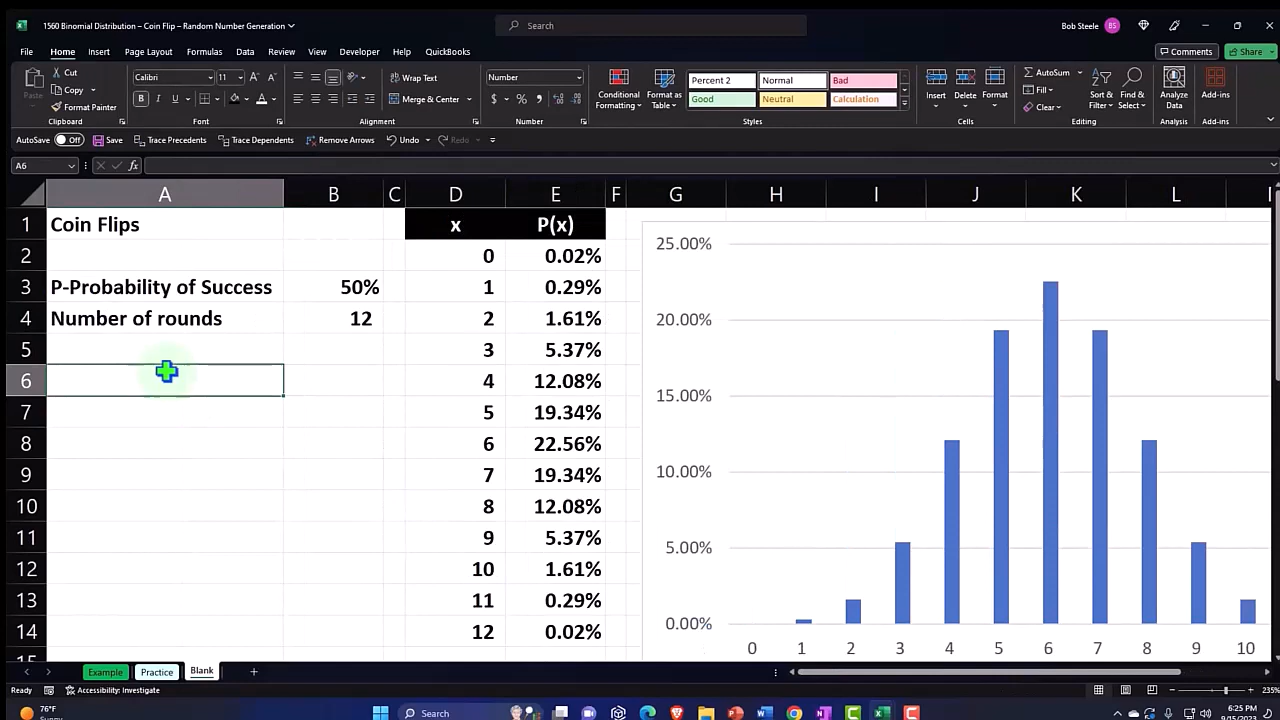 1560 Binomial Distribution – Coin Flip – Random Number Generation
Search
Bob Steele
BS
File Home Insert Page Layout Formulas Data Review View Developer Help QuickBooks
Comments Share
Paste
Cut
Copy
Format Painter
Clipboard
Calibri 11
B U
Font
Wrap Text
Merge & Center
Alignment
Number
$ %
Number
Conditional Formatting
Format as Table
Percent 2 Normal Bad
Good Neutral Calculation
Styles
Insert Delete Format
Cells
AutoSum
Fill
Clear
Sort & Filter
Find & Select
Editing
Analyze Data
Analysis
Add-ins
Add-ins
AutoSave Off Save Trace Precedents Trace Dependents Remove Arrows Undo Redo
A6 fx
A B C D E F G H I J K L
1 Coin Flips x P(x)
2 0 0.02%
3 P-Probability of Success 50% 1 0.29%
4 Number of rounds 12 2 1.61%
5 3 5.37%
6 4 12.08%
7 5 19.34%
8 6 22.56%
9 7 19.34%
10 8 12.08%
11 9 5.37%
12 10 1.61%
13 11 0.29%
14 12 0.02%
25.00%
20.00%
15.00%
10.00%
5.00%
0.00%
0 1 2 3 4 5 6 7 8 9 10
Example Practice Blank
Ready Accessibility: Investigate
235%
76°F
Sunny
Search
6:25 PM
9/15/2023